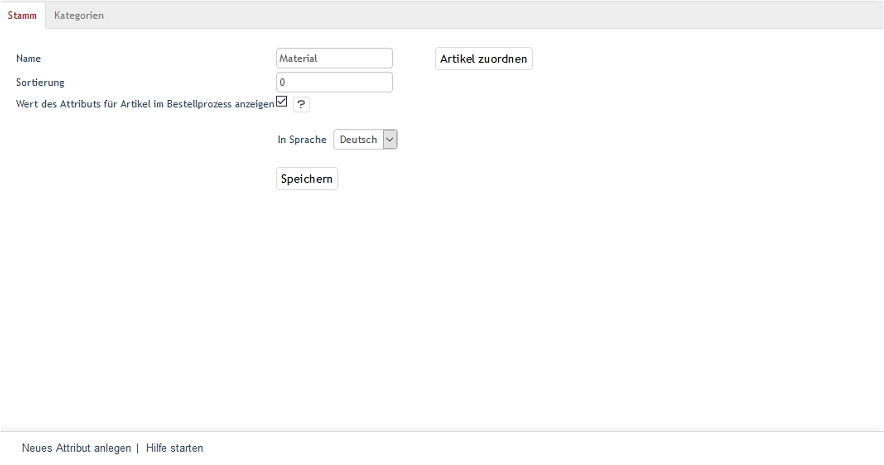 Stamm Kategorien
Name Material Artikel zuordnen
Sortierung 0
Wert des Attributs für Artikel im Bestellprozess anzeigen ?
In Sprache Deutsch
Speichern
Neues Attribut anlegen | Hilfe starten